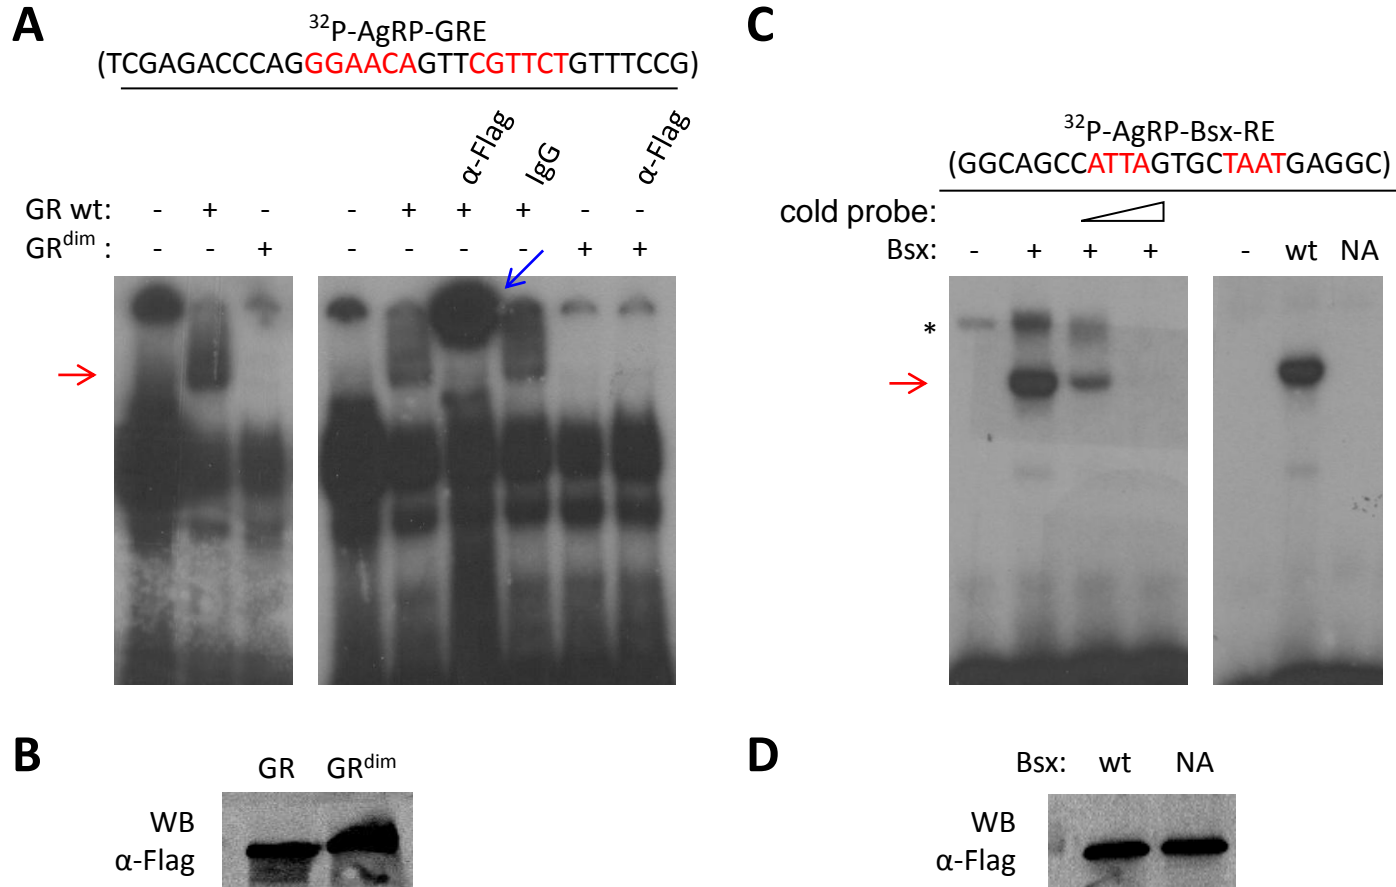 A
³²P-AgRP-GRE
(TCGAGACCCAGGGAACAGTTCGTTCTGTTTCCG)
α-Flag IgG α-Flag
GR wt: - + - - + + + - -
GRdim : - - + - - - - + +
B
GR GRdim
WB
α-Flag
C
³²P-AgRP-Bsx-RE
(GGCAGCCATTAGTGCTAATGAGGC)
cold probe:
Bsx: - + + + - wt NA
*
D
Bsx: wt NA
WB
α-Flag